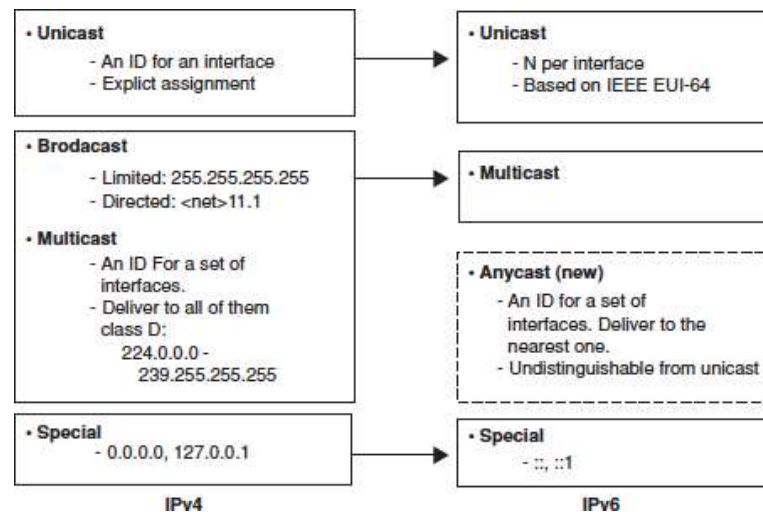 • Unicast
- An ID for an interface
- Explict assignment
• Brodacast
- Limited: 255.255.255.255
- Directed: <net>11.1
• Multicast
- An ID For a set of
interfaces.
- Deliver to all of them
class D:
224.0.0.0 -
239.255.255.255
• Special
- 0.0.0.0, 127.0.0.1
IPv4
• Unicast
- N per interface
- Based on IEEE EUI-64
• Multicast
• Anycast (new)
- An ID for a set of
interfaces. Deliver to the
nearest one.
- Undistinguishable from unicast
• Special
- ::, ::1
IPv6